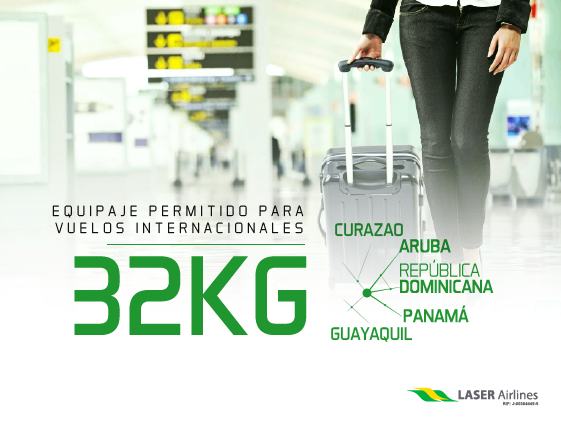 EQUIPAJE PERMITIDO PARA
VUELOS INTERNACIONALES
32KG
CURAZAO
ARUBA
REPÚBLICA
DOMINICANA
PANAMÁ
GUAYAQUIL
LASER Airlines